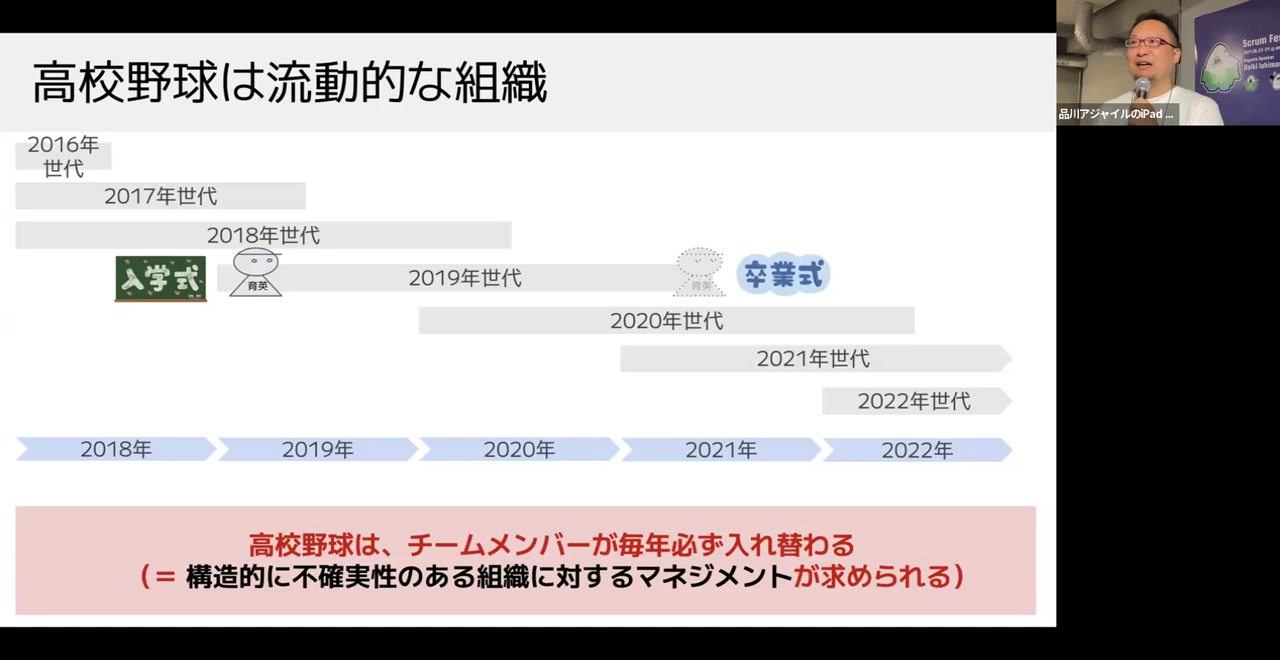 高校野球は流動的な組織
Scrum Fe
Daiki Ishimo
品川アジャイルのiPad ...
2016年
世代
2017年世代
2018年世代
入学式
育英
2019年世代
育英
卒業式
2020年世代
2021年世代
2022年世代
2018年
2019年
2020年
2021年
2022年
高校野球は、チームメンバーが毎年必ず入れ替わる
(= 構造的に不確実性のある組織に対するマネジメントが求められる)